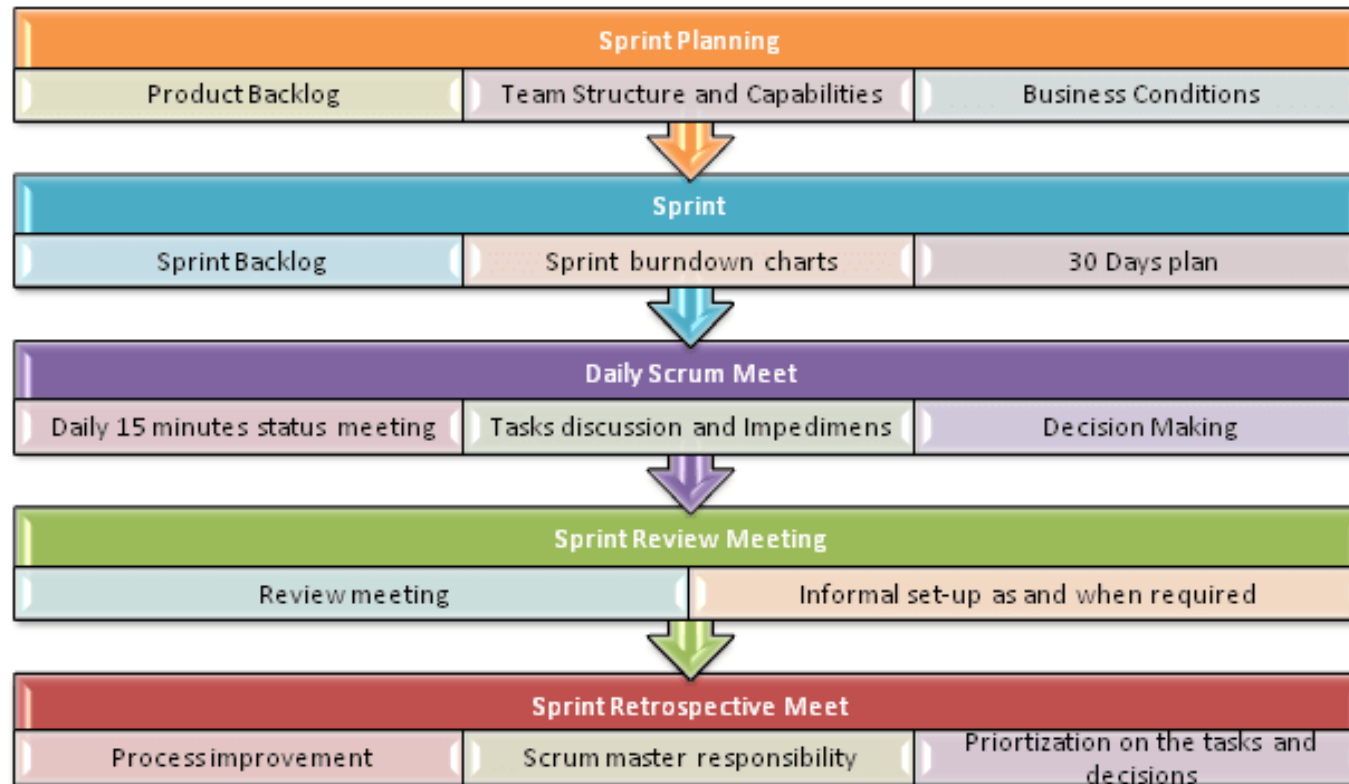 Sprint Planning
Product Backlog
Team Structure and Capabilities
Business Conditions
Sprint
Sprint Backlog
Sprint burndown charts
30 Days plan
Daily Scrum Meet
Daily 15 minutes status meeting
Tasks discussion and Impedimens
Decision Making
Sprint Review Meeting
Review meeting
Informal set-up as and when required
Sprint Retrospective Meet
Process improvement
Scrum master responsibility
Priortization on the tasks and
decisions